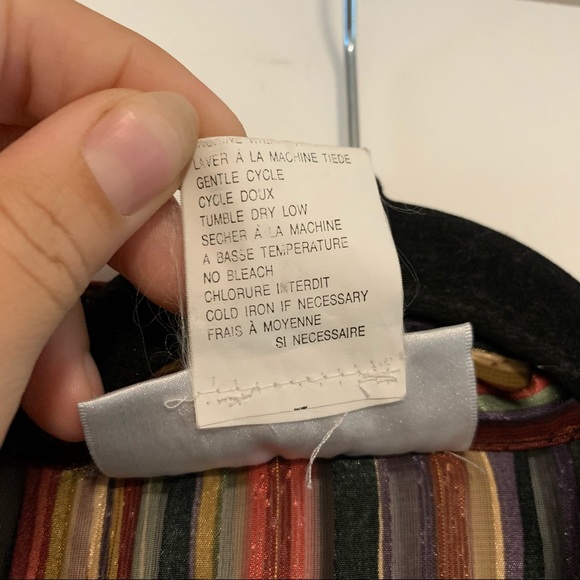 LAVER À LA MACHINE TIEDE
GENTLE CYCLE
CYCLE DOUX
TUMBLE DRY LOW
SECHER À LA MACHINE
A BASSE TEMPERATURE
NO BLEACH
CHLORURE INTERDIT
COLD IRON IF NECESSARY
FRAIS À MOYENNE
SI NECESSAIRE